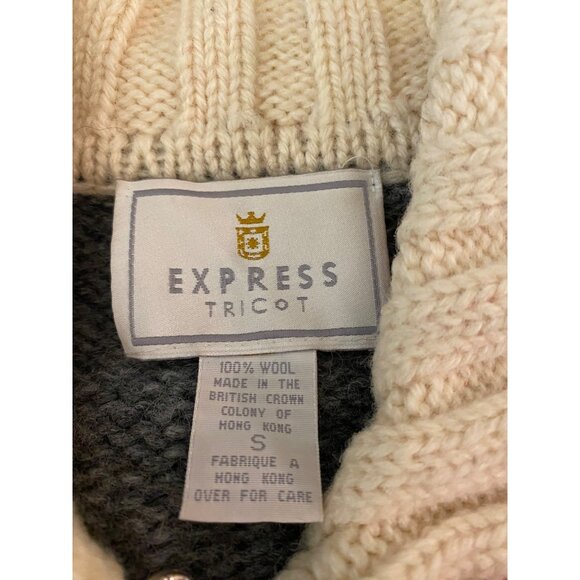 EXPRESS
TRICOT
100% WOOL
MADE IN THE
BRITISH CROWN
COLONY OF
HONG KONG
S
FABRIQUE A
HONG KONG
OVER FOR CARE